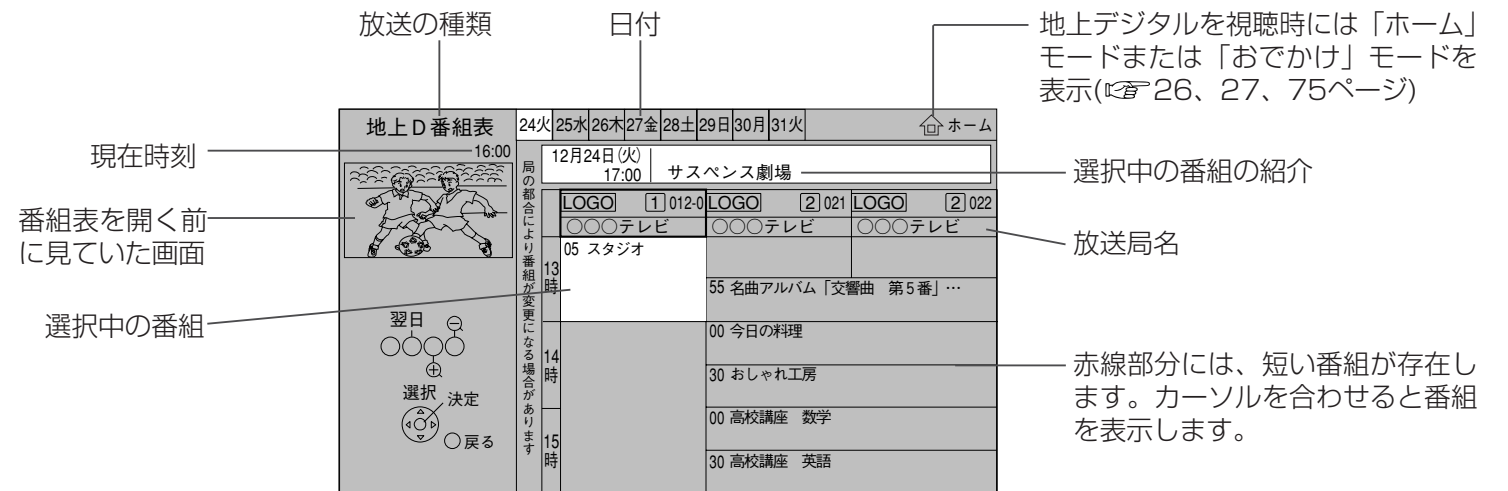 放送の種類
日付
地上デジタルを視聴時には「ホーム」
モードまたは「おでかけ」モードを
表示(☞26、27、75ページ)
現在時刻
番組表を開く前
に見ていた画面
選択中の番組
地上D番組表
16:00
翌日
選択
決定
戻る
24火 25水 26木 27金 28土 29日 30月 31火
ホーム
局の都合により番組が変更になる場合があります
12月24日(火)
17:00 サスペンス劇場
LOGO 1 012-0 LOGO 2 021 LOGO 2 022
○○○テレビ ○○○テレビ ○○○テレビ
13時
05 スタジオ
55 名曲アルバム「交響曲 第5番」…
14時
00 今日の料理
30 おしゃれ工房
15時
00 高校講座 数学
30 高校講座 英語
選択中の番組の紹介
放送局名
赤線部分には、短い番組が存在し
ます。カーソルを合わせると番組
を表示します。